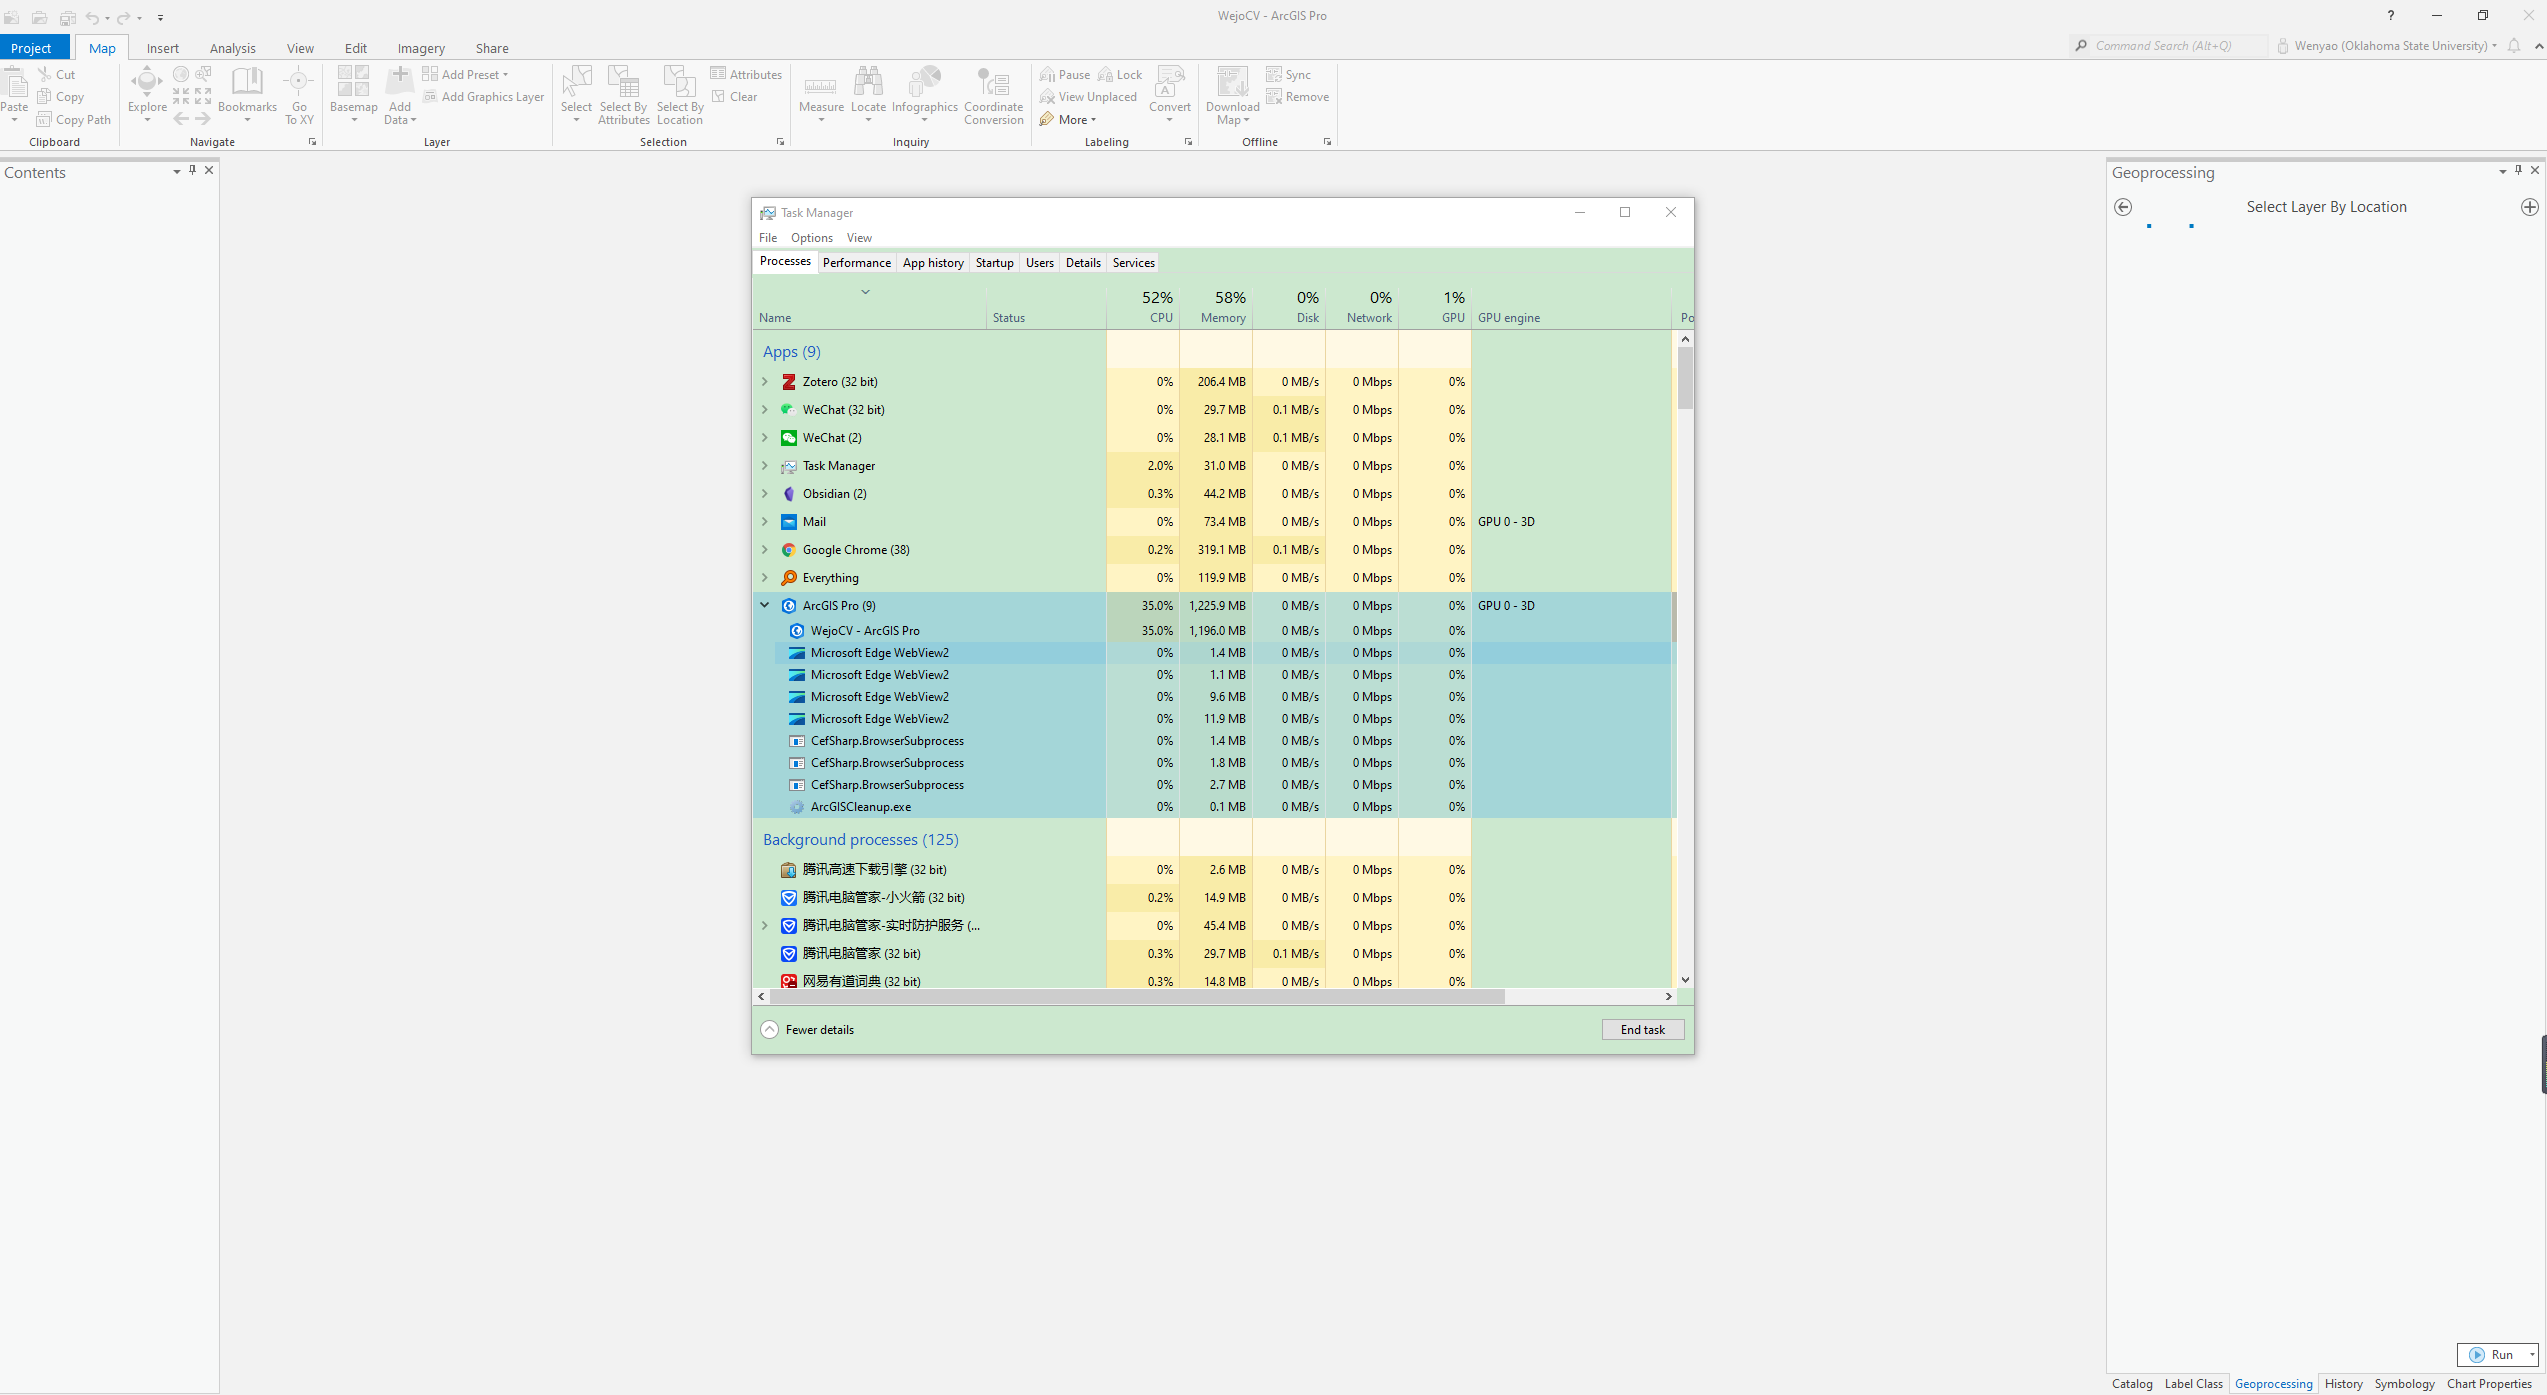 WejoCV - ArcGIS Pro
?
Project Map Insert Analysis View Edit Imagery Share
Command Search (Alt+Q) Wenyao (Oklahoma State University)
Paste Cut Copy Copy Path
Explore Bookmarks Go To XY
Basemap Add Data Add Preset Add Graphics Layer
Select Select By Attributes Select By Location Attributes Clear
Measure Locate Infographics Coordinate Conversion
Pause Lock View Unplaced More Convert
Download Map Sync Remove
Clipboard Navigate Layer Selection Inquiry Labeling Offline
Contents
Task Manager
File Options View
Processes Performance App history Startup Users Details Services
52% 58% 0% 0% 1%
Name Status CPU Memory Disk Network GPU GPU engine Po
Apps (9)
Zotero (32 bit) 0% 206.4 MB 0 MB/s 0 Mbps 0%
WeChat (32 bit) 0% 29.7 MB 0.1 MB/s 0 Mbps 0%
WeChat (2) 0% 28.1 MB 0.1 MB/s 0 Mbps 0%
Task Manager 2.0% 31.0 MB 0 MB/s 0 Mbps 0%
Obsidian (2) 0.3% 44.2 MB 0 MB/s 0 Mbps 0%
Mail 0% 73.4 MB 0 MB/s 0 Mbps 0% GPU 0 - 3D
Google Chrome (38) 0.2% 319.1 MB 0.1 MB/s 0 Mbps 0%
Everything 0% 119.9 MB 0 MB/s 0 Mbps 0%
ArcGIS Pro (9) 35.0% 1,225.9 MB 0 MB/s 0 Mbps 0% GPU 0 - 3D
WejoCV - ArcGIS Pro 35.0% 1,196.0 MB 0 MB/s 0 Mbps 0%
Microsoft Edge WebView2 0% 1.4 MB 0 MB/s 0 Mbps 0%
Microsoft Edge WebView2 0% 1.1 MB 0 MB/s 0 Mbps 0%
Microsoft Edge WebView2 0% 9.6 MB 0 MB/s 0 Mbps 0%
Microsoft Edge WebView2 0% 11.9 MB 0 MB/s 0 Mbps 0%
CefSharp.BrowserSubprocess 0% 1.4 MB 0 MB/s 0 Mbps 0%
CefSharp.BrowserSubprocess 0% 1.8 MB 0 MB/s 0 Mbps 0%
CefSharp.BrowserSubprocess 0% 2.7 MB 0 MB/s 0 Mbps 0%
ArcGISCleanup.exe 0% 0.1 MB 0 MB/s 0 Mbps 0%
Background processes (125)
腾讯高速下载引擎 (32 bit) 0% 2.6 MB 0 MB/s 0 Mbps 0%
腾讯电脑管家-小火箭 (32 bit) 0.2% 14.9 MB 0 MB/s 0 Mbps 0%
腾讯电脑管家-实时防护服务 (... 0% 45.4 MB 0 MB/s 0 Mbps 0%
腾讯电脑管家 (32 bit) 0.3% 29.7 MB 0.1 MB/s 0 Mbps 0%
网易有道词典 (32 bit) 0.3% 14.8 MB 0 MB/s 0 Mbps 0%
Fewer details End task
Geoprocessing
Select Layer By Location
Run
Catalog Label Class Geoprocessing History Symbology Chart Properties